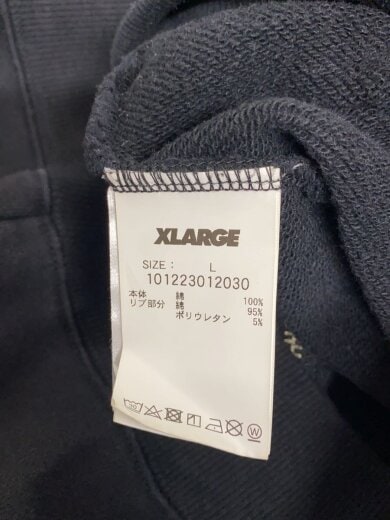 XLARGE
SIZE : L
101223012030
本体 綿 100%
リブ部分 綿 95%
ポリウレタン 5%